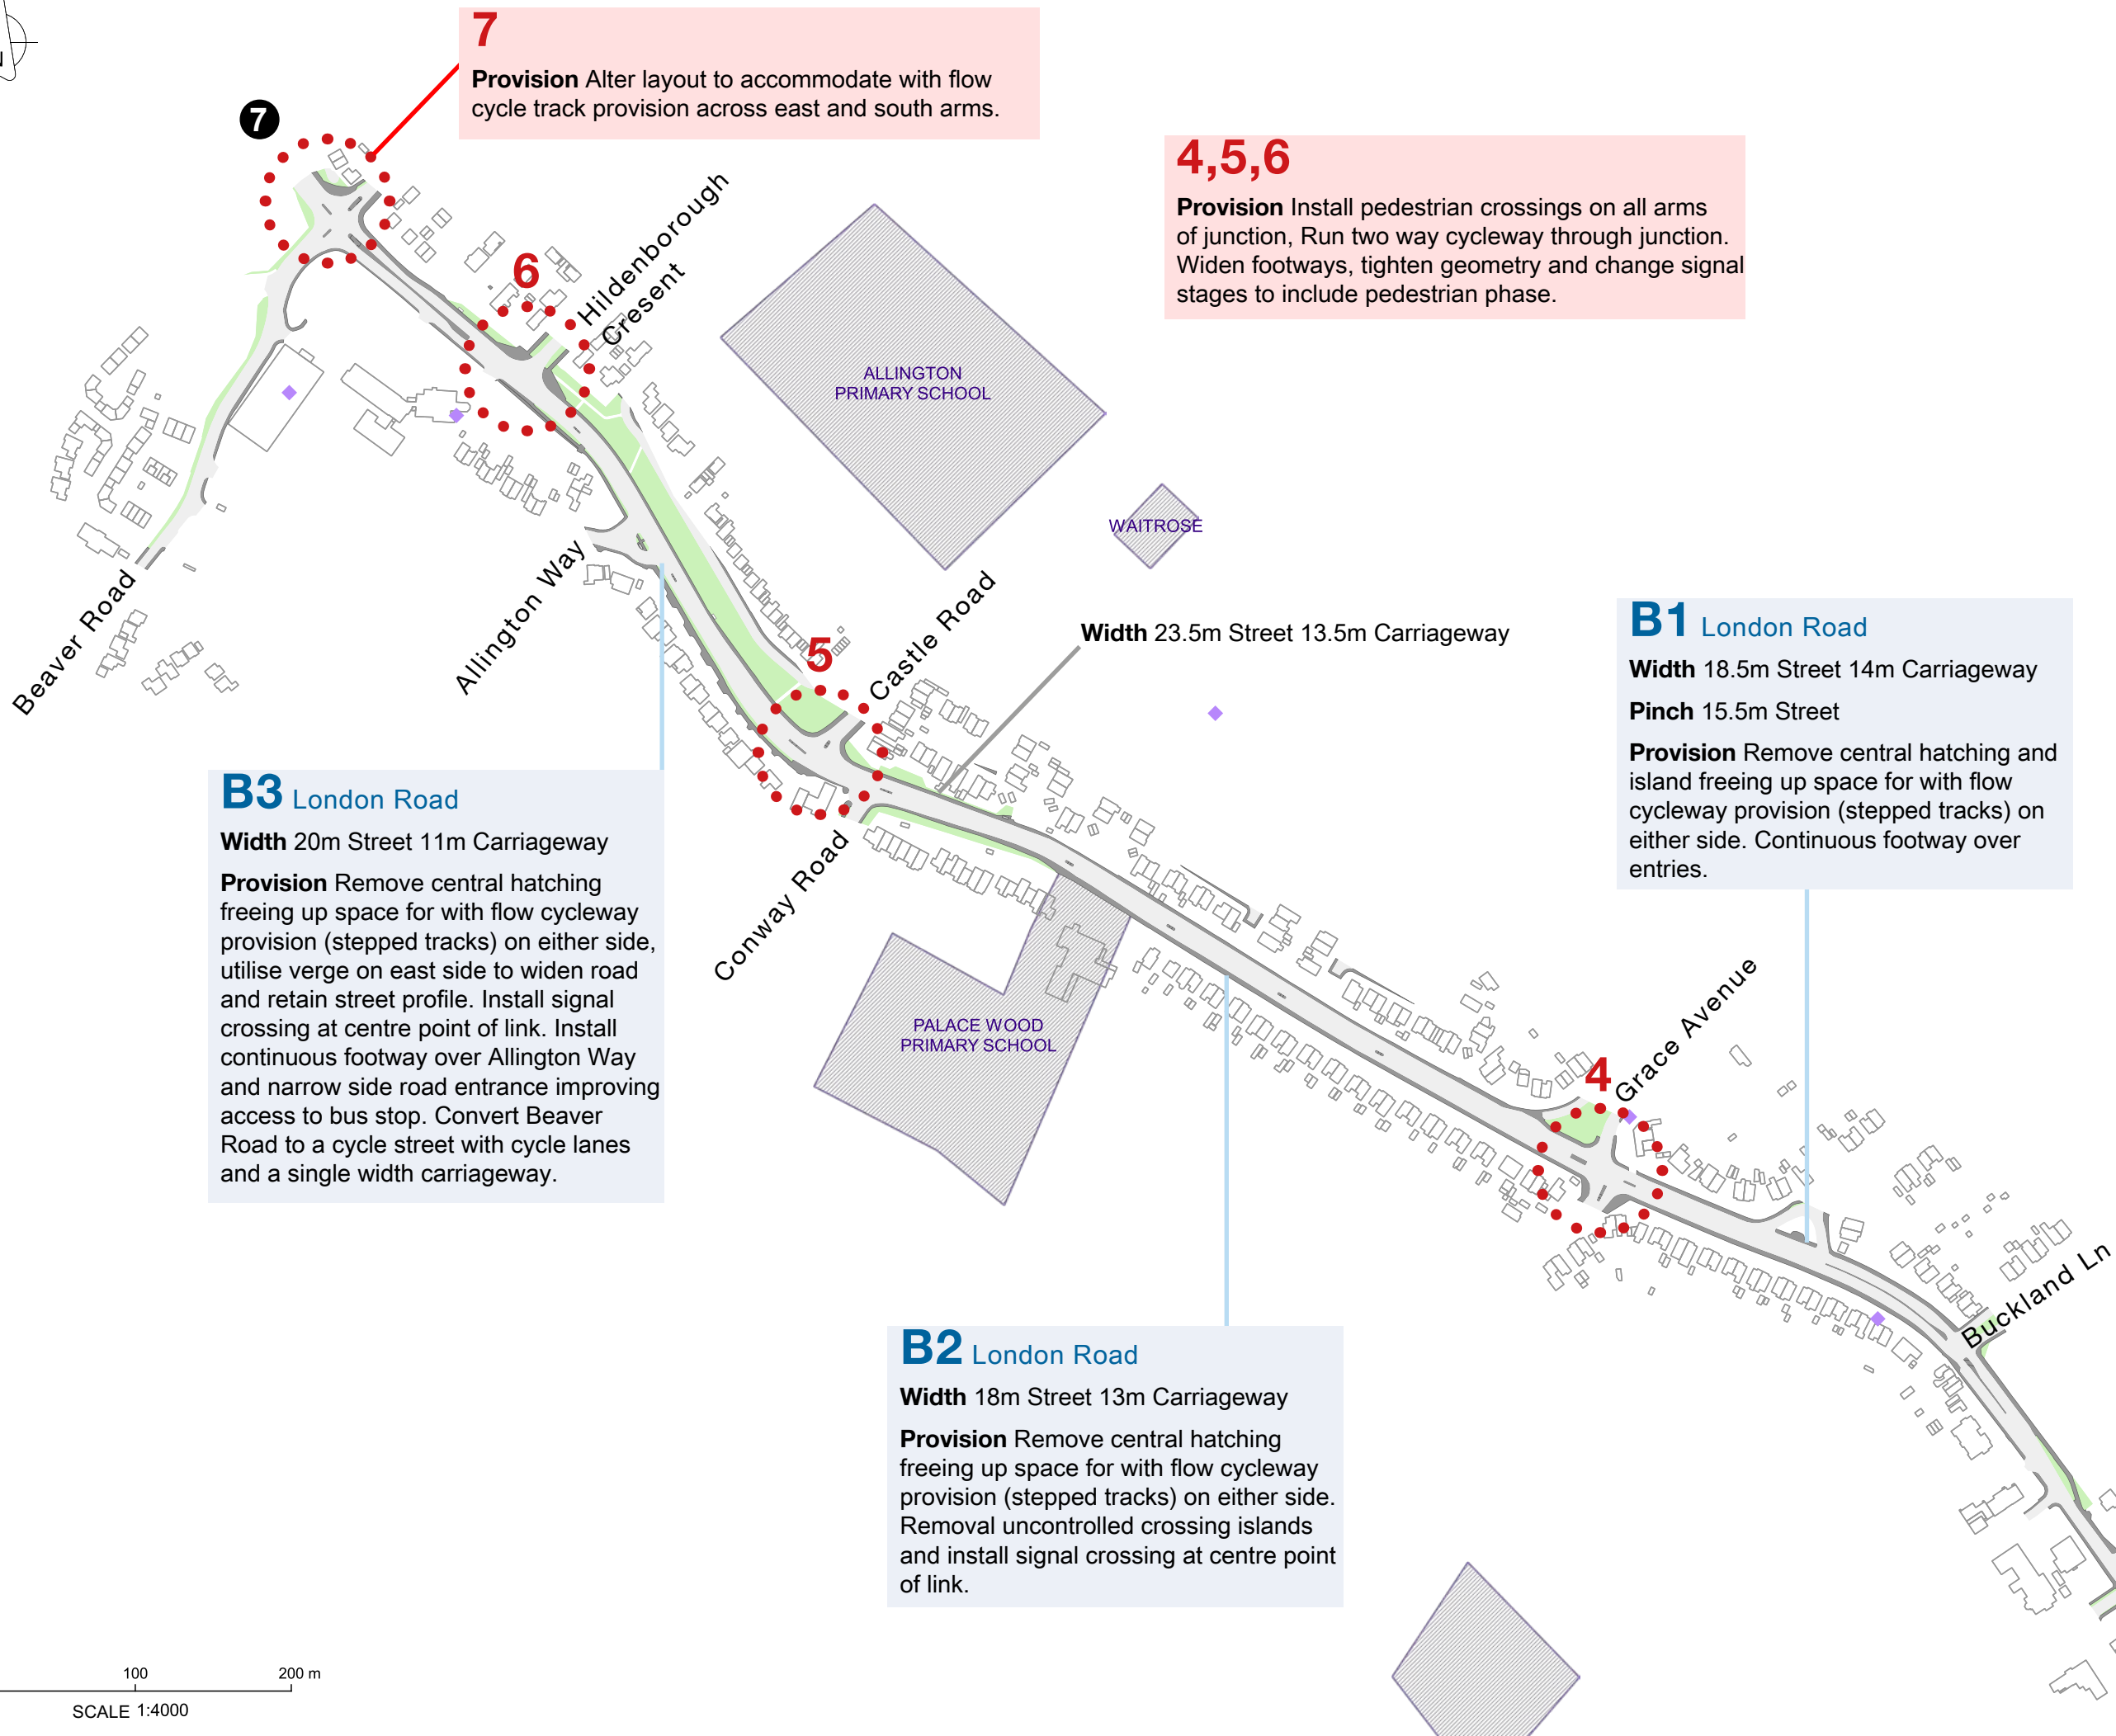 7
Provision Alter layout to accommodate with flow
cycle track provision across east and south arms.
7
4,5,6
Provision Install pedestrian crossings on all arms
of junction, Run two way cycleway through junction.
Widen footways, tighten geometry and change signal
stages to include pedestrian phase.
6
Hildenborough
Cresent
ALLINGTON
PRIMARY SCHOOL
WAITROSE
Beaver Road
Allington Way
5
Castle Road
Width 23.5m Street 13.5m Carriageway
B1 London Road
Width 18.5m Street 14m Carriageway
Pinch 15.5m Street
Provision Remove central hatching and
island freeing up space for with flow
cycleway provision (stepped tracks) on
either side. Continuous footway over
entries.
B3 London Road
Width 20m Street 11m Carriageway
Provision Remove central hatching
freeing up space for with flow cycleway
provision (stepped tracks) on either side,
utilise verge on east side to widen road
and retain street profile. Install signal
crossing at centre point of link. Install
continuous footway over Allington Way
and narrow side road entrance improving
access to bus stop. Convert Beaver
Road to a cycle street with cycle lanes
and a single width carriageway.
Conway Road
PALACE WOOD
PRIMARY SCHOOL
4
Grace Avenue
Buckland Ln
B2 London Road
Width 18m Street 13m Carriageway
Provision Remove central hatching
freeing up space for with flow cycleway
provision (stepped tracks) on either side.
Removal uncontrolled crossing islands
and install signal crossing at centre point
of link.
100 200 m
SCALE 1:4000